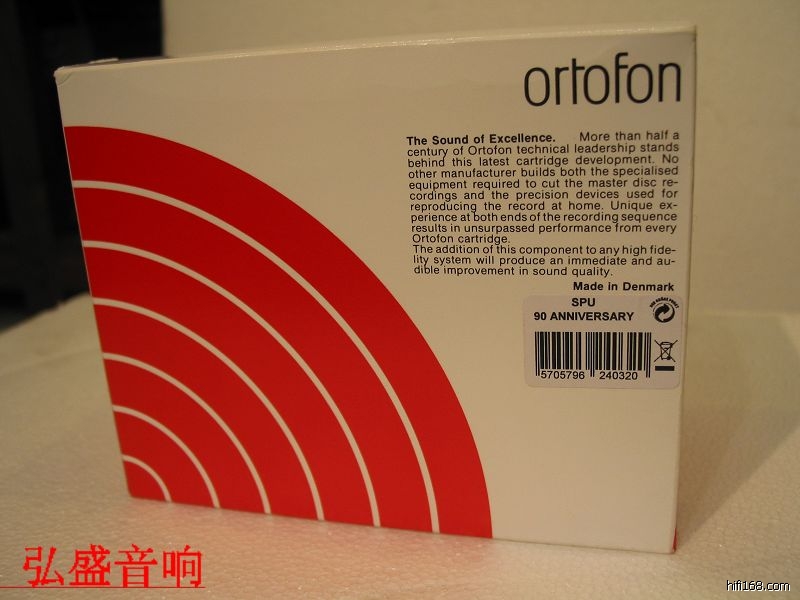 ortofon
The Sound of Excellence. More than half a
century of Ortofon technical leadership stands
behind this latest cartridge development. No
other manufacturer builds both the specialised
equipment required to cut the master disc re-
cordings and the precision devices used for
reproducing the record at home. Unique ex-
perience at both ends of the recording sequence
results in unsurpassed performance from every
Ortofon cartridge.
The addition of this component to any high fide-
lity system will produce an immediate and au-
dible improvement in sound quality.
Made in Denmark
SPU
90 ANNIVERSARY
5705796 240320
弘盛音响
hifi168.com